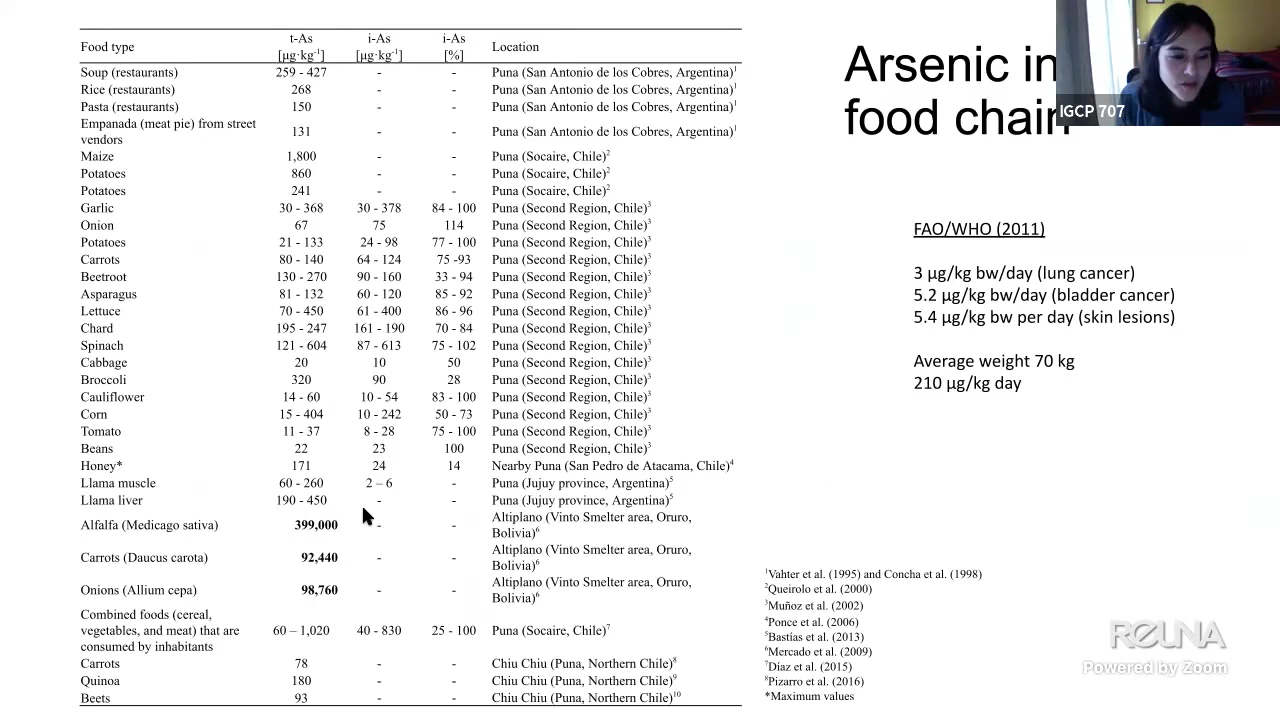 Food type t-As [µg·kg⁻¹] i-As [µg·kg⁻¹] i-As [%] Location
Soup (restaurants) 259 - 427 - - Puna (San Antonio de los Cobres, Argentina)¹
Rice (restaurants) 268 - - Puna (San Antonio de los Cobres, Argentina)¹
Pasta (restaurants) 150 - - Puna (San Antonio de los Cobres, Argentina)¹
Empanada (meat pie) from street vendors 131 - - Puna (San Antonio de los Cobres, Argentina)¹
Maize 1,800 - - Puna (Socaire, Chile)²
Potatoes 860 - - Puna (Socaire, Chile)²
Potatoes 241 - - Puna (Socaire, Chile)²
Garlic 30 - 368 30 - 378 84 - 100 Puna (Second Region, Chile)³
Onion 67 75 114 Puna (Second Region, Chile)³
Potatoes 21 - 133 24 - 98 77 - 100 Puna (Second Region, Chile)³
Carrots 80 - 140 64 - 124 75 -93 Puna (Second Region, Chile)³
Beetroot 130 - 270 90 - 160 33 - 94 Puna (Second Region, Chile)³
Asparagus 81 - 132 60 - 120 85 - 92 Puna (Second Region, Chile)³
Lettuce 70 - 450 61 - 400 86 - 96 Puna (Second Region, Chile)³
Chard 195 - 247 161 - 190 70 - 84 Puna (Second Region, Chile)³
Spinach 121 - 604 87 - 613 75 - 102 Puna (Second Region, Chile)³
Cabbage 20 10 50 Puna (Second Region, Chile)³
Broccoli 320 90 28 Puna (Second Region, Chile)³
Cauliflower 14 - 60 10 - 54 83 - 100 Puna (Second Region, Chile)³
Corn 15 - 404 10 - 242 50 - 73 Puna (Second Region, Chile)³
Tomato 11 - 37 8 - 28 75 - 100 Puna (Second Region, Chile)³
Beans 22 23 100 Puna (Second Region, Chile)³
Honey* 171 24 14 Nearby Puna (San Pedro de Atacama, Chile)⁴
Llama muscle 60 - 260 2 – 6 - Puna (Jujuy province, Argentina)⁵
Llama liver 190 - 450 - - Puna (Jujuy province, Argentina)⁵
Alfalfa (Medicago sativa) 399,000 - - Altiplano (Vinto Smelter area, Oruro, Bolivia)⁶
Carrots (Daucus carota) 92,440 - - Altiplano (Vinto Smelter area, Oruro, Bolivia)⁶
Onions (Allium cepa) 98,760 - - Altiplano (Vinto Smelter area, Oruro, Bolivia)⁶
Combined foods (cereal, vegetables, and meat) that are consumed by inhabitants 60 – 1,020 40 - 830 25 - 100 Puna (Socaire, Chile)⁷
Carrots 78 - - Chiu Chiu (Puna, Northern Chile)⁸
Quinoa 180 - - Chiu Chiu (Puna, Northern Chile)⁹
Beets 93 - - Chiu Chiu (Puna, Northern Chile)¹⁰
Arsenic in
food chain
IGCP 707
FAO/WHO (2011)
3 µg/kg bw/day (lung cancer)
5.2 µg/kg bw/day (bladder cancer)
5.4 µg/kg bw per day (skin lesions)
Average weight 70 kg
210 µg/kg day
¹Vahter et al. (1995) and Concha et al. (1998)
²Queirolo et al. (2000)
³Muñoz et al. (2002)
⁴Ponce et al. (2006)
⁵Bastías et al. (2013)
⁶Mercado et al. (2009)
⁷Díaz et al. (2015)
⁸Pizarro et al. (2016)
*Maximum values
REUNA
Powered by Zoom